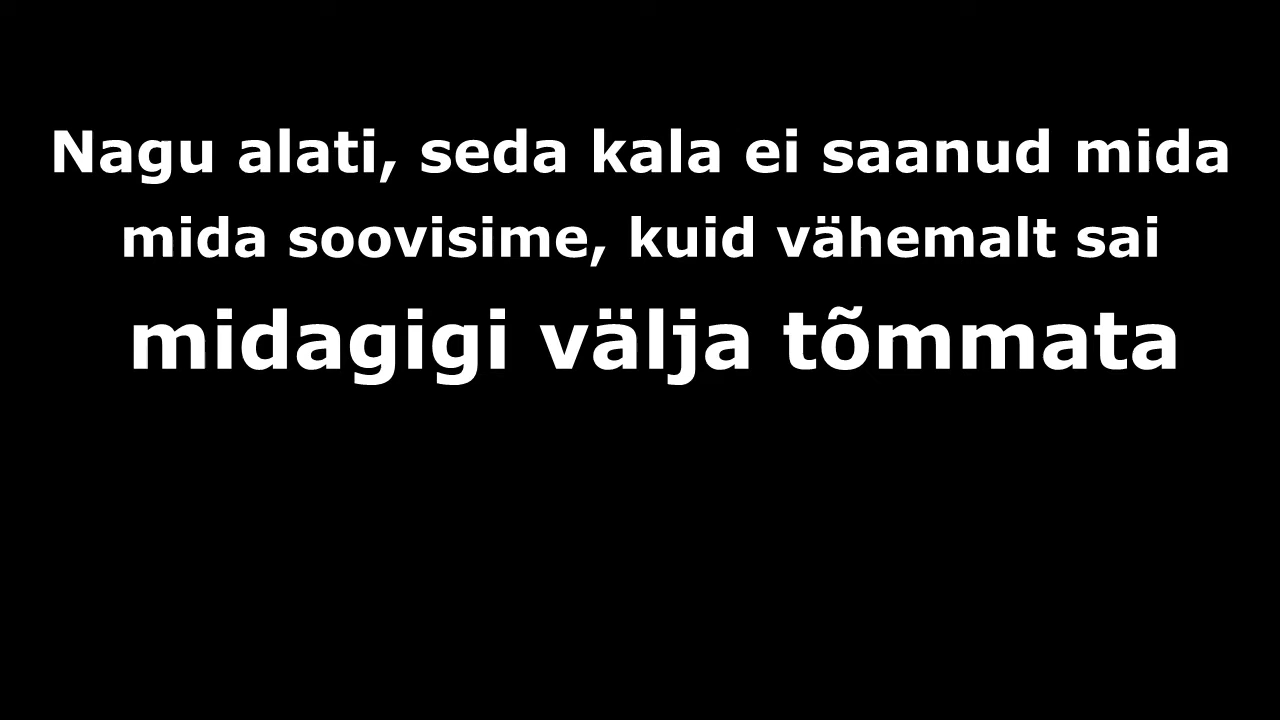 Nagu alati, seda kala ei saanud mida
mida soovisime, kuid vähemalt sai
midagigi välja tõmmata